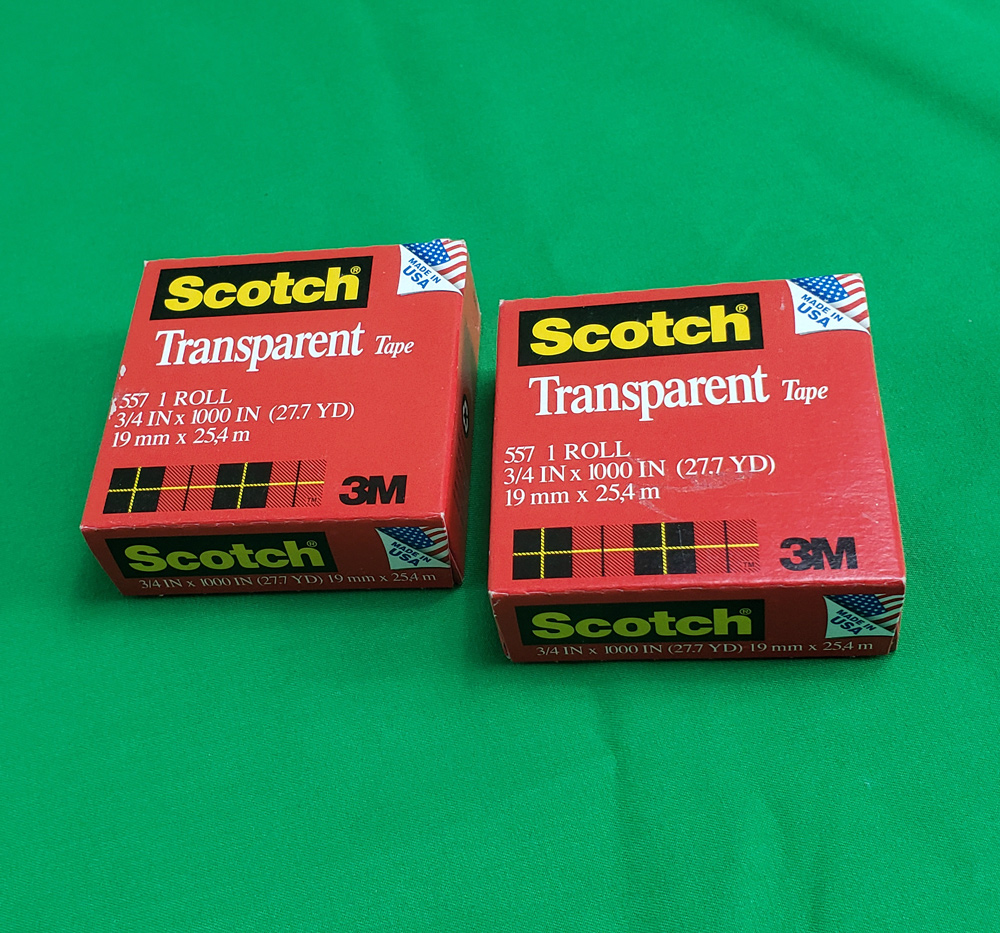 Scotch®
MADE IN
USA
Transparent Tape
557 1 ROLL
3/4 IN x 1000 IN (27.7 YD)
19 mm x 25,4 m
3M
TM
Scotch®
MADE IN
USA
3/4 IN x 1000 IN (27.7 YD) 19 mm x 25,4 m
Scotch®
MADE IN
USA
Transparent Tape
557 1 ROLL
3/4 IN x 1000 IN (27.7 YD)
19 mm x 25,4 m
3M
TM
Scotch®
MADE IN
USA
3/4 IN x 1000 IN (27.7 YD) 19 mm x 25,4 m